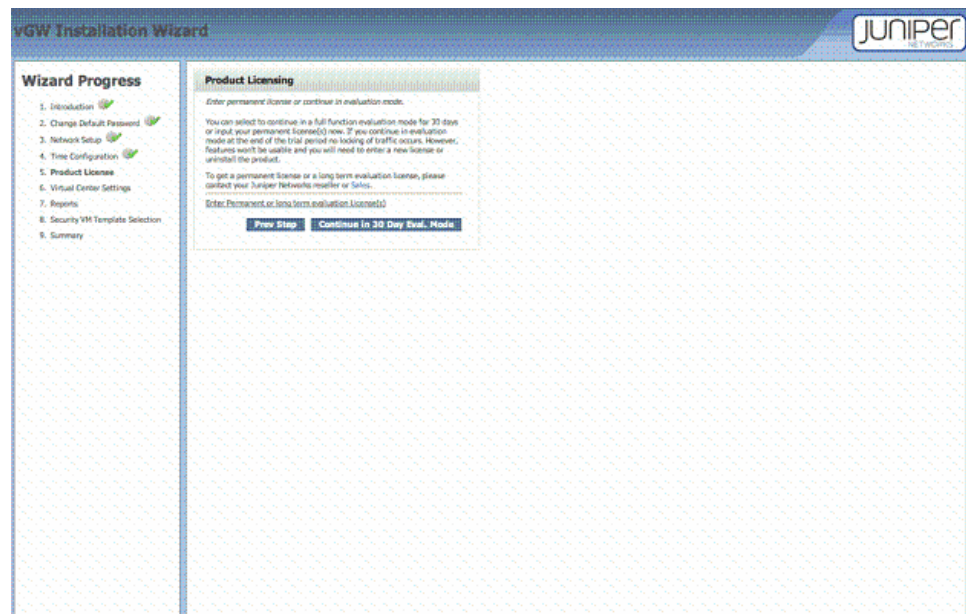 vGW Installation Wizard
JUNIPER
NETWORKS
Wizard Progress
1. Introduction
2. Change Default Password
3. Network Setup
4. Time Configuration
5. Product License
6. Virtual Center Settings
7. Reports
8. Security VM Template Selection
9. Summary
Product Licensing
Enter permanent license or continue in evaluation mode.
You can select to continue in a full function evaluation mode for 30 days
or input your permanent license(s) now. If you continue in evaluation
mode at the end of the trial period no locking of traffic occurs. However,
features won't be usable and you will need to enter a new license or
uninstall the product.
To get a permanent license or a long term evaluation license, please
contact your Juniper Networks reseller or Sales.
Enter Permanent or long term evaluation License(s)
Prev Step
Continue in 30 Day Eval. Mode